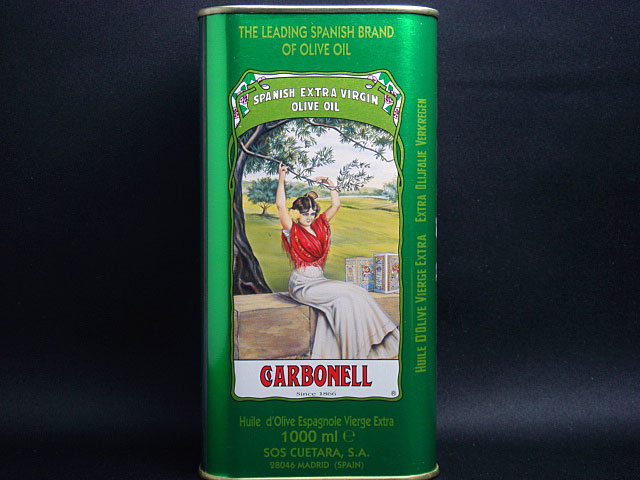 THE LEADING SPANISH BRAND
OF OLIVE OIL
SPANISH EXTRA VIRGIN
OLIVE OIL
CARBONELL
Since 1866
®
Huile d'Olive Espagnole Vierge Extra
1000 ml ℮
SOS CUETARA, S.A.
28046 MADRID (SPAIN)
HUILE D'OLIVE VIERGE EXTRA EXTRA OLIJFALIE VERKREGEN